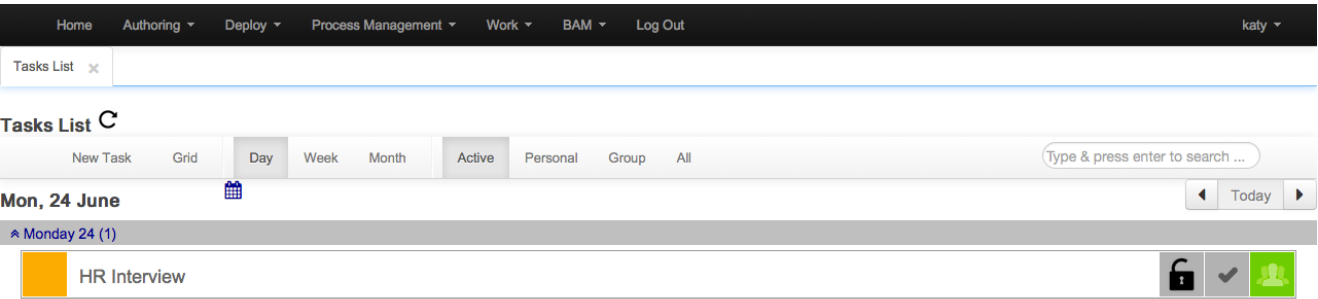 Home Authoring Deploy Process Management Work BAM Log Out katy
Tasks List
Tasks List
New Task Grid Day Week Month Active Personal Group All Type & press enter to search ...
Mon, 24 June Today
Monday 24 (1)
HR Interview